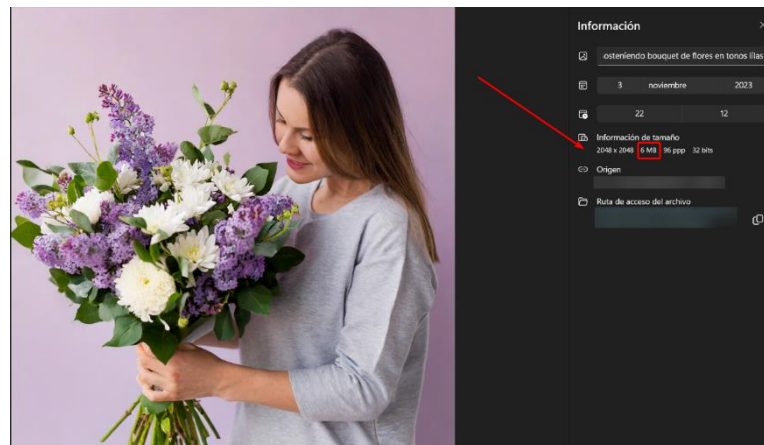 Información
osteniendo bouquet de flores en tonos lilas
3 noviembre 2023
22 12
Información de tamaño
2048 x 2048 6 MB 96 ppp 32 bits
Origen
Ruta de acceso del archivo